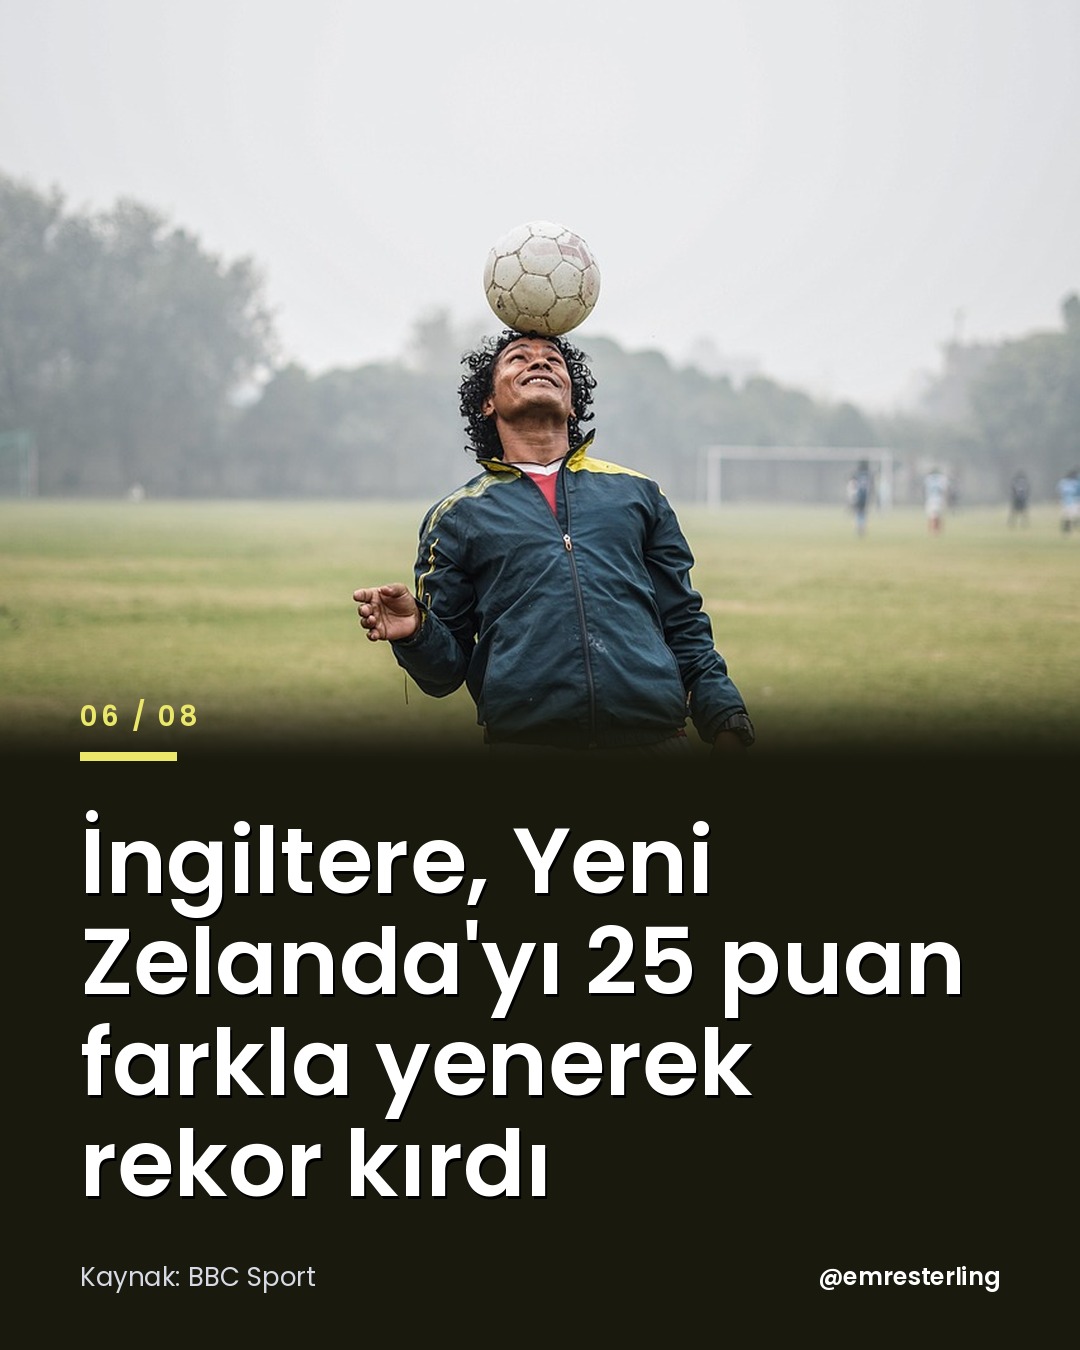 06 / 08
İngiltere, Yeni
Zelanda'yı 25 puan
farkla yenerek
rekor kırdı
Kaynak: BBC Sport
@emresterling